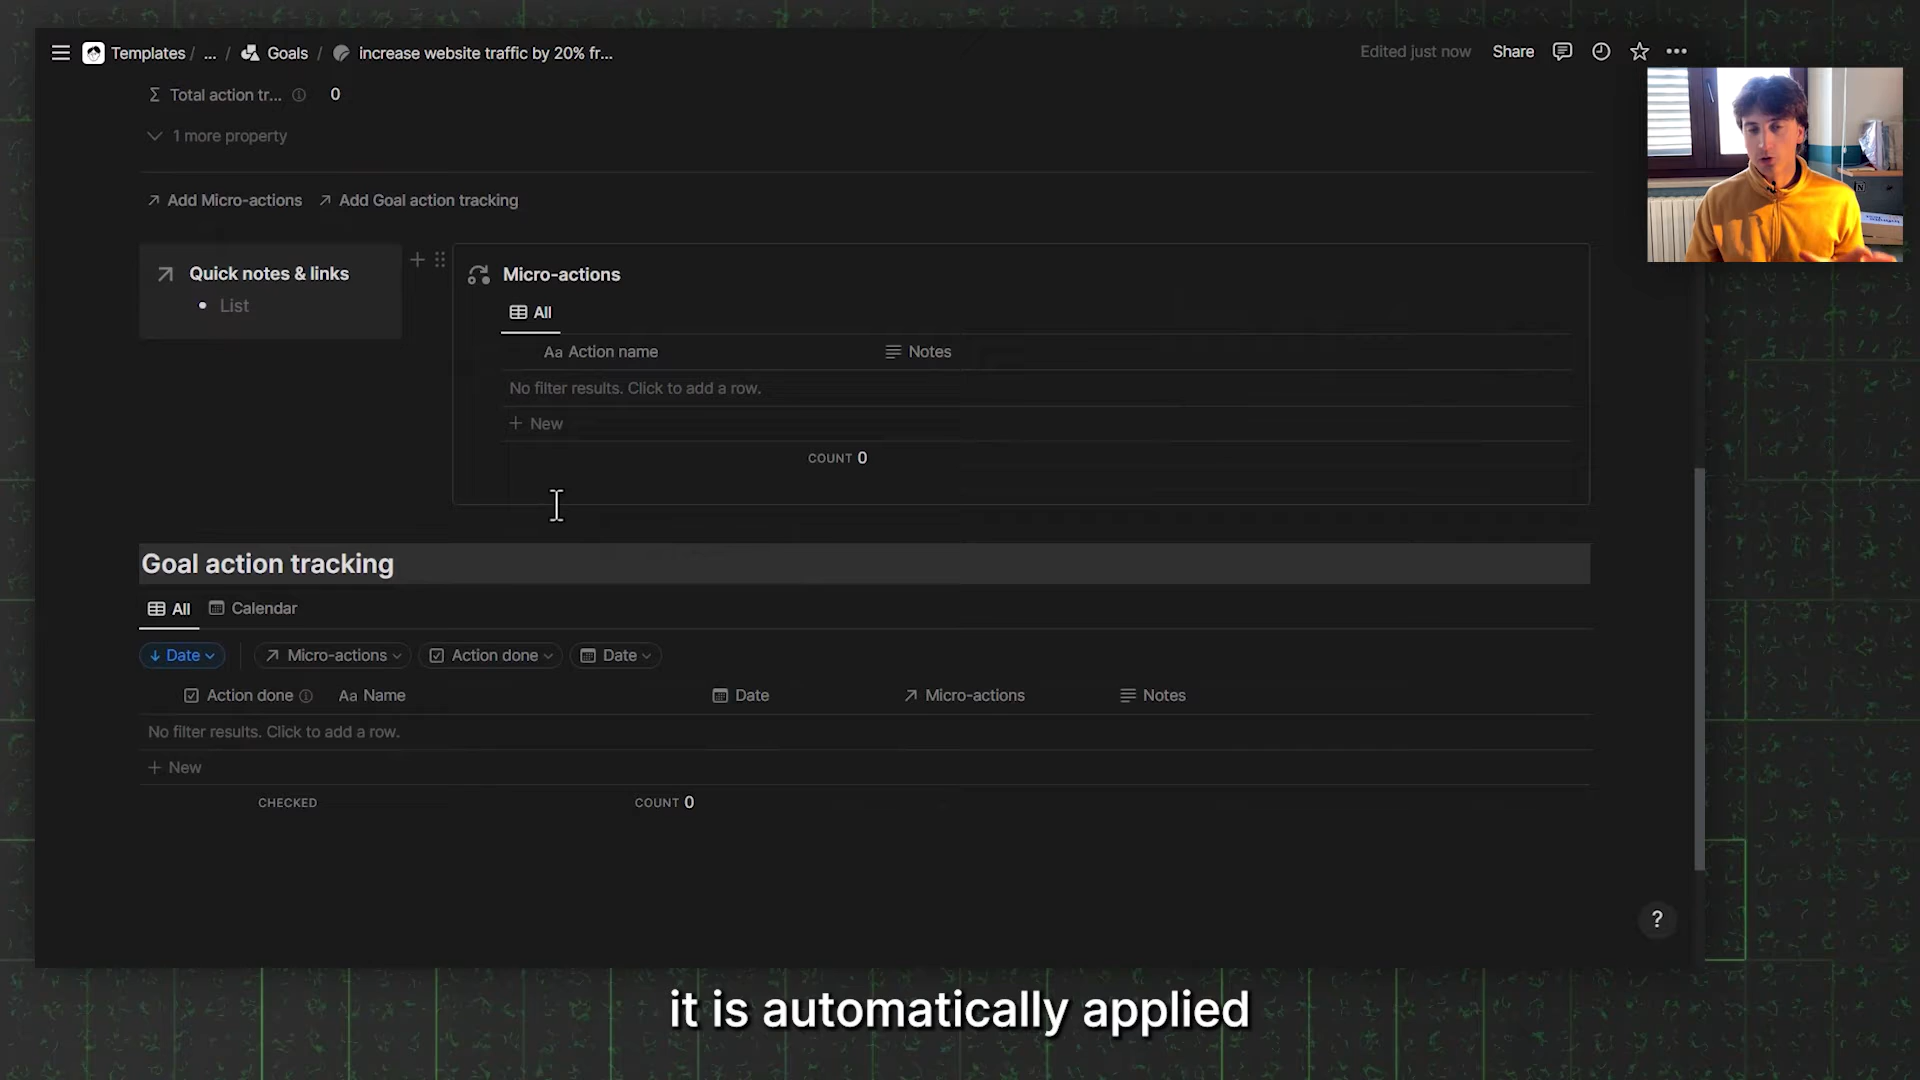 Templates / ... / Goals / increase website traffic by 20% fr...
Edited just now Share
Total action tr... 0
1 more property
Add Micro-actions Add Goal action tracking
Quick notes & links
List
Micro-actions
All
Aa Action name Notes
No filter results. Click to add a row.
+ New
COUNT 0
Goal action tracking
All Calendar
Date Micro-actions Action done Date
Action done Aa Name Date Micro-actions Notes
No filter results. Click to add a row.
+ New
CHECKED COUNT 0
?
it is automatically applied